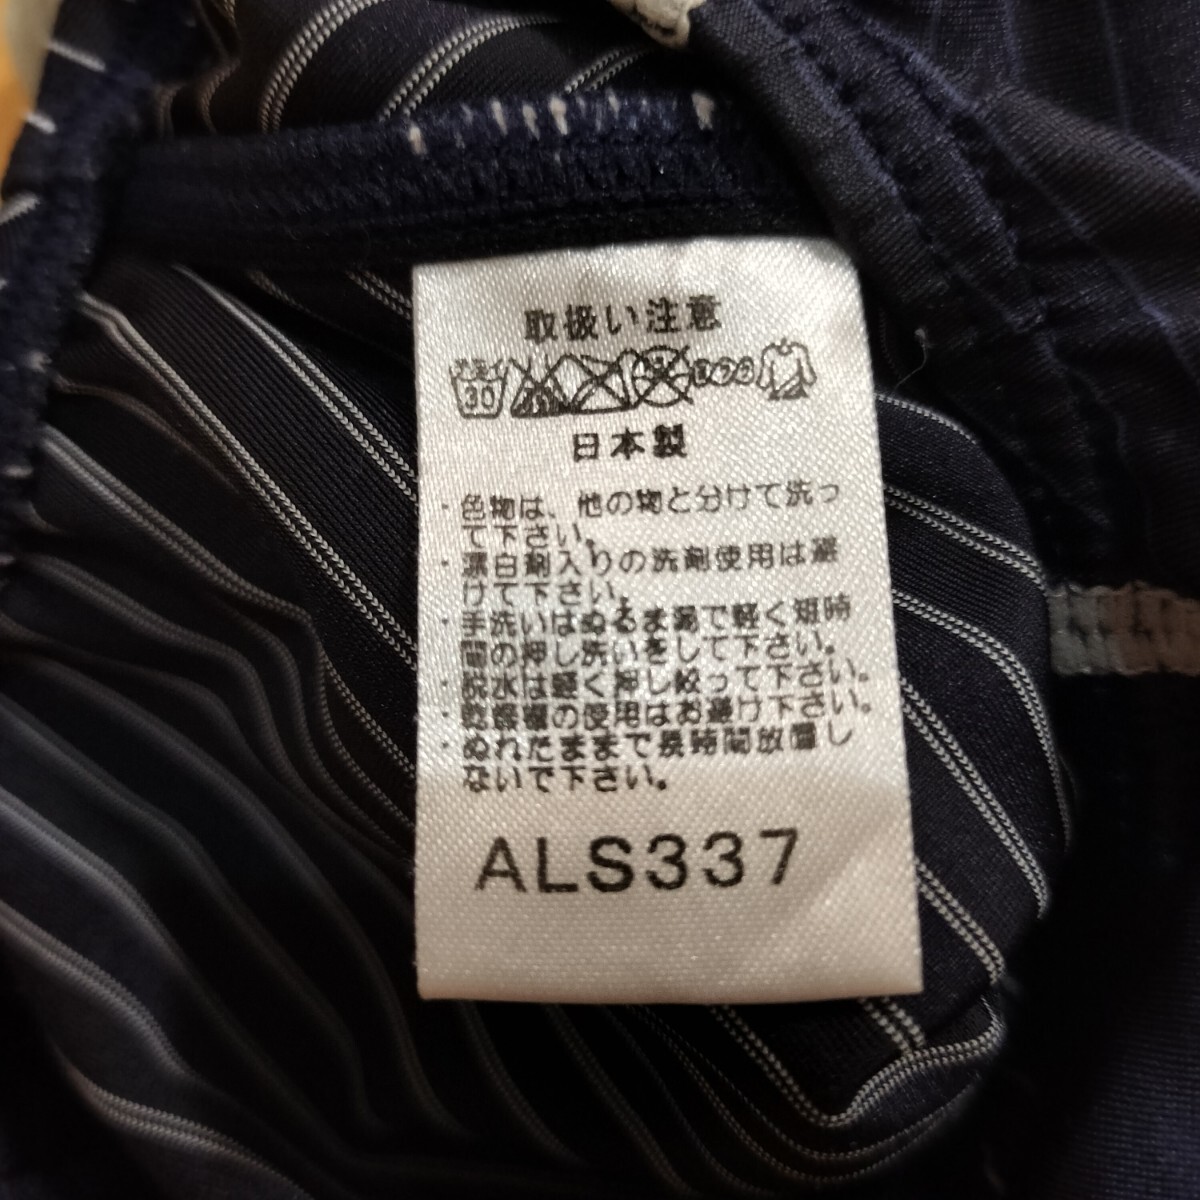 取扱い注意
30
日本製
・色物は、他の物と分けて洗っ
て下さい。
・漂白剤入りの洗剤使用は避
けて下さい。
・手洗いはぬるま湯で軽く短時
間の押し洗いをして下さい。
・脱水は軽く押し絞って下さい。
・乾燥機の使用はお避け下さい。
・ぬれたままで長時間放置し
ないで下さい。
ALS337